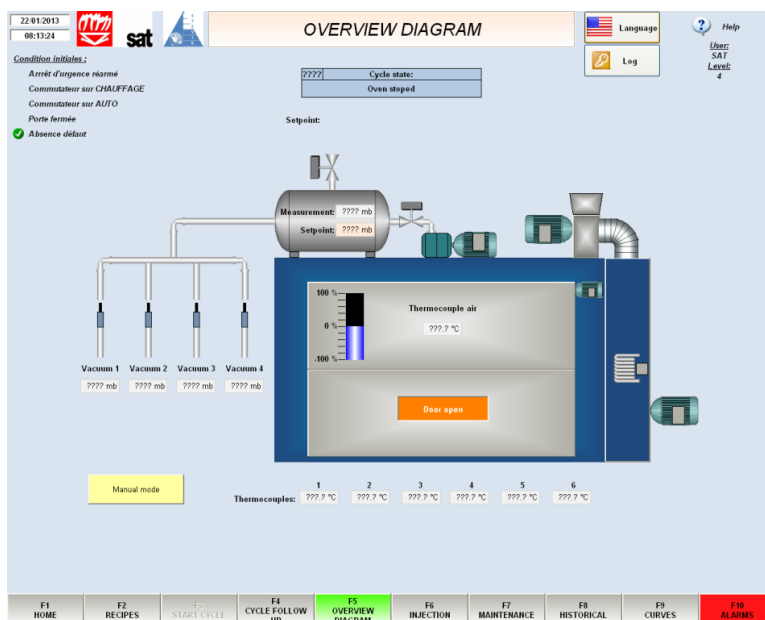 22/01/2013
08:13:24
sat
OVERVIEW DIAGRAM
Language
Log
Help
User:
SAT
Level:
4
Condition initiales :
Arrrêt d'urgence réarmé
Commutateur sur CHAUFFAGE
Commutateur sur AUTO
Porte fermée
Absence défaut
???? Cycle state:
Oven stoped
Setpoint:
Measurement: ???? mb
Setpoint: ???? mb
100 %
0 %
-100 %
Thermocouple air
???.? °C
Door open
Vacuum 1 Vacuum 2 Vacuum 3 Vacuum 4
???? mb ???? mb ???? mb ???? mb
Manual mode
1 2 3 4 5 6
Thermocouples: ???.? °C ???.? °C ???.? °C ???.? °C ???.? °C ???.? °C
F1 HOME
F2 RECIPES
F3 START CYCLE
F4 CYCLE FOLLOW UP
F5 OVERVIEW DIAGRAM
F6 INJECTION
F7 MAINTENANCE
F8 HISTORICAL
F9 CURVES
F10 ALARMS